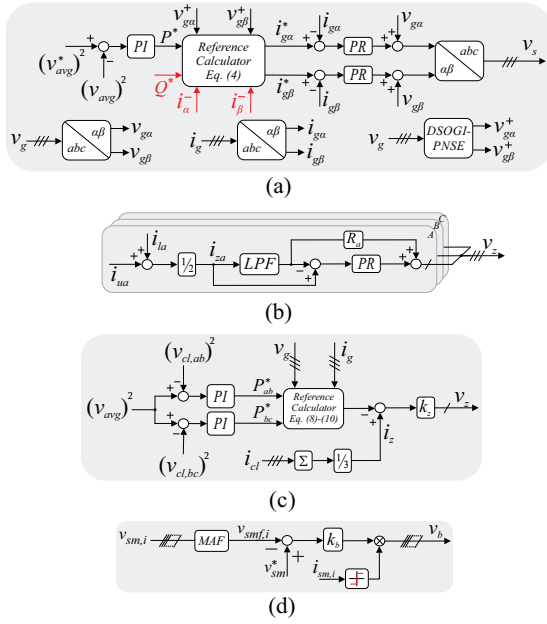 v⁺gα v⁺gβ i*gα i⁻gα vgα
(v*avg)² + − PI P* Reference Calculator Eq. (4) + PR + + abc αβ vs
(vavg)² Q* i*gβ + − PR + +
i⁻α i⁻β igβ vgβ
vg αβ abc vgα vgβ ig αβ abc igα igβ vg DSOGI-PNSE v⁺gα v⁺gβ
(a)
C
B
A
ila Ra vz
+ + ½ iza LPF − + PR + +
iua
(b)
(vcl,ab)² vg ig
− + PI P*ab Reference Calculator Eq. (8)-(10) − + kz vz
(vavg)² + − PI P*bc iz
(vcl,bc)² icl Σ ⅓
(c)
vsm,i MAF vsmf,i − + kb vb
v*sm ism,i
(d)